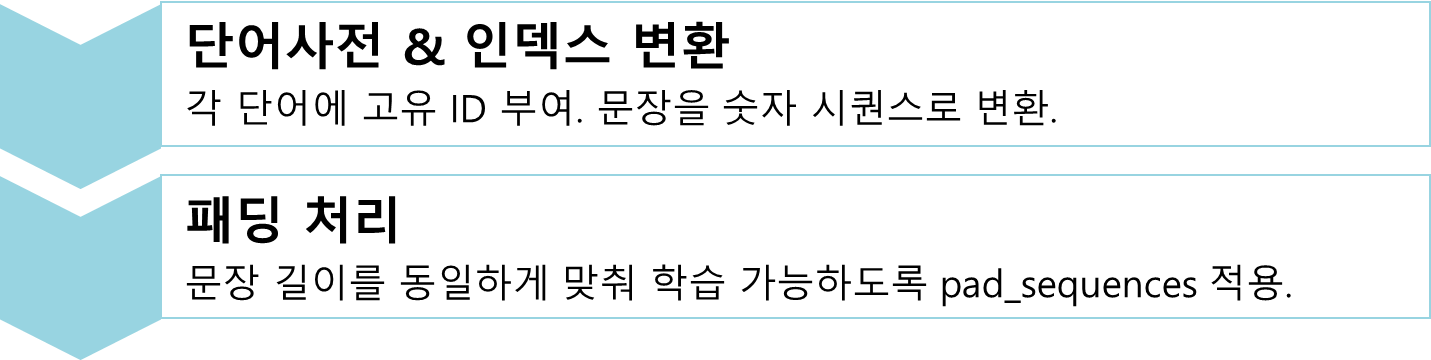 단어사전 & 인덱스 변환
각 단어에 고유 ID 부여. 문장을 숫자 시퀀스로 변환.
패딩 처리
문장 길이를 동일하게 맞춰 학습 가능하도록 pad_sequences 적용.